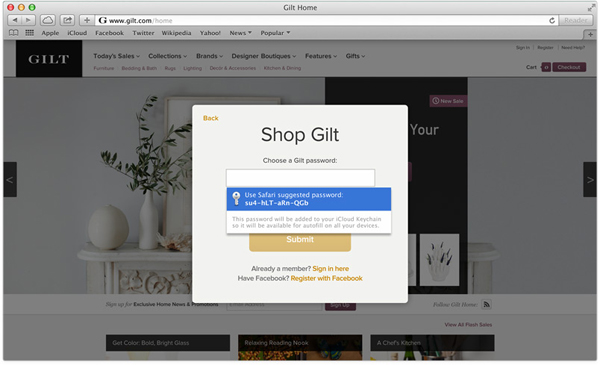 Gilt Home
www.gilt.com/home
Reader
Apple iCloud Facebook Twitter Wikipedia Yahoo! News Popular
Sign in Register Need Help?
GILT
Today's Sales Collections Brands Designer Boutiques Features Gifts
Cart Checkout
Furniture Bedding & Bath Rugs Lighting Decor & Accessories Kitchen & Dining
New Sale
Your
Back
Shop Gilt
Choose a Gilt password:
Use Safari suggested password:
su4-hLT-aRn-QGb
This password will be added to your iCloud Keychain
so it will be available for autofill on all your devices.
Submit
Already a member? Sign in here
Have Facebook? Register with Facebook
Sign up for Exclusive Home News & Promotions
Email Address
Sign Up
Follow Gilt Home:
View All Flash Sales
Get Color: Bold, Bright Glass
Relaxing Reading Nook
A Chef's Kitchen